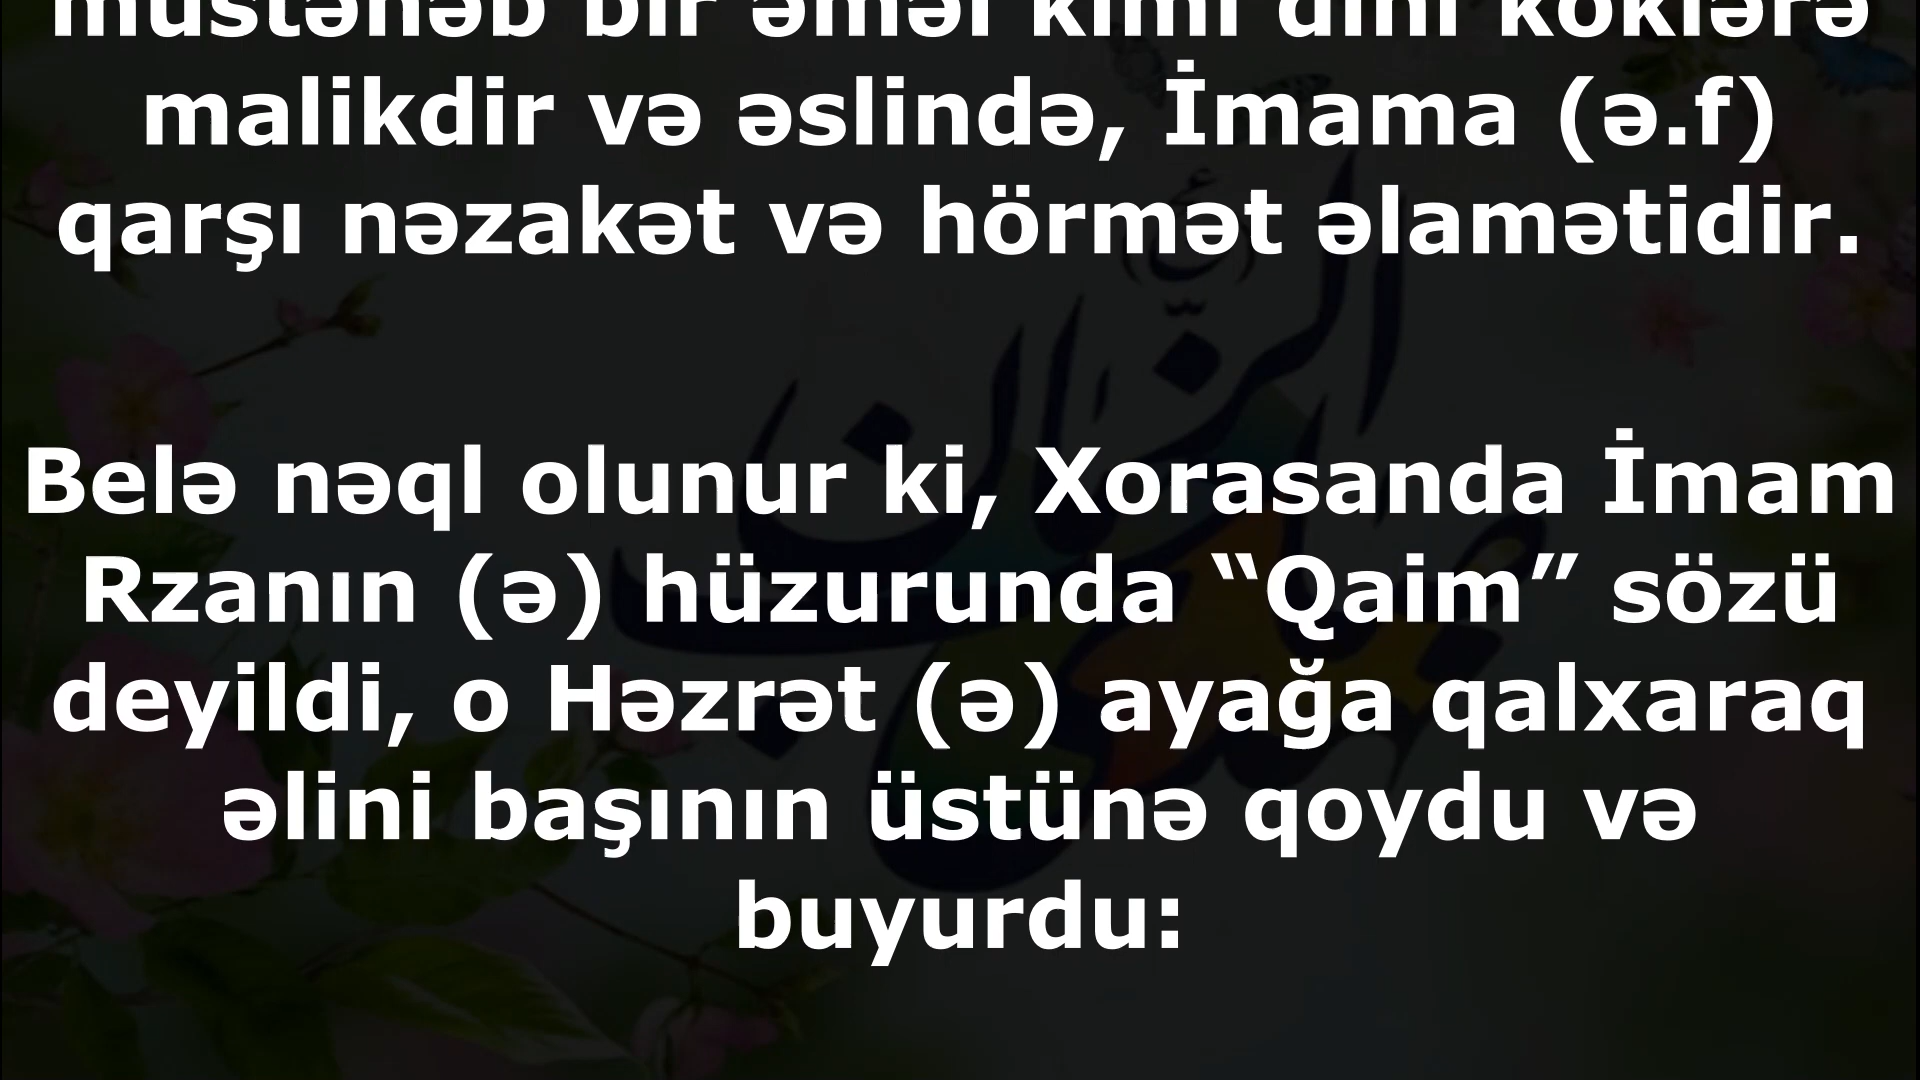 müstəhəb bir əməl kimi dini köklərə
malikdir və əslində, İmama (ə.f)
qarşı nəzakət və hörmət əlamətidir.
Belə nəql olunur ki, Xorasanda İmam
Rzanın (ə) hüzurunda “Qaim” sözü
deyildi, o Həzrət (ə) ayağa qalxaraq
əlini başının üstünə qoydu və
buyurdu: